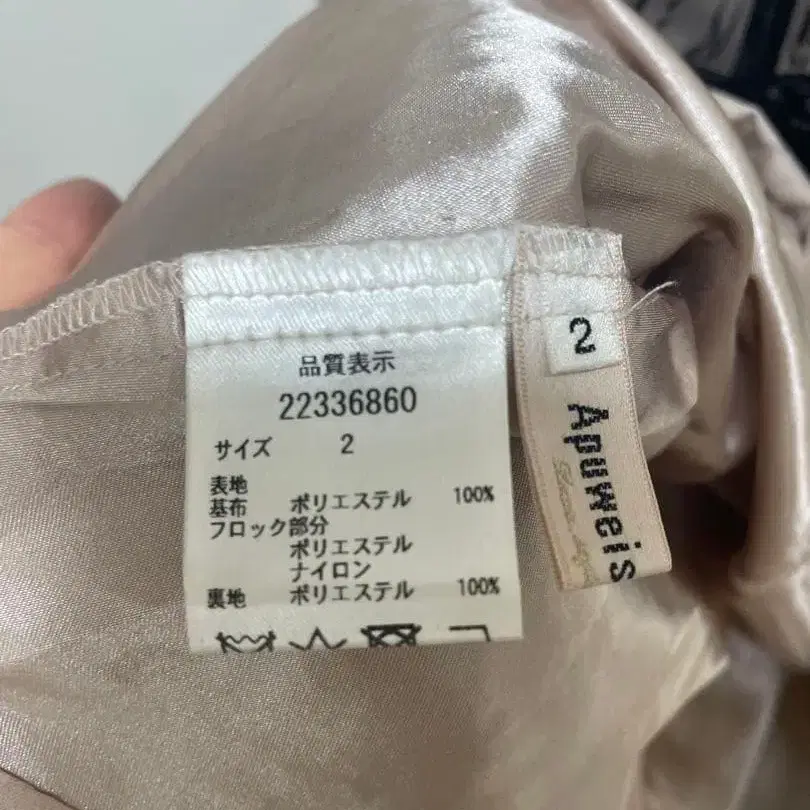 品質表示
22336860
サイズ 2
表地
基布 ポリエステル 100%
フロック部分
ポリエステル
ナイロン
裏地 ポリエステル 100%
2
Apuweis